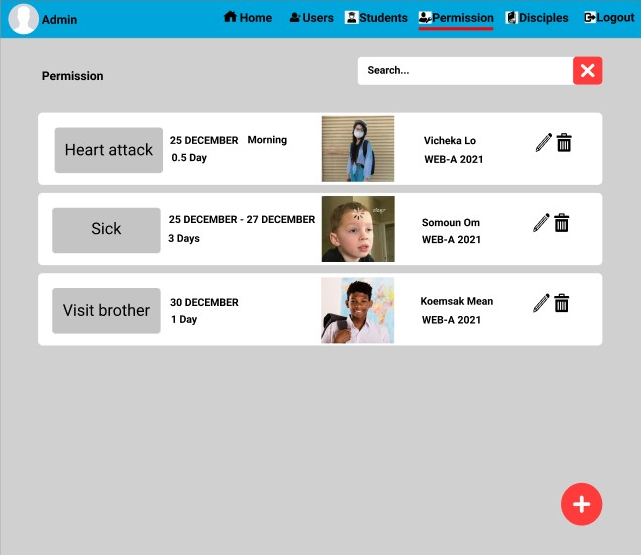 Admin
Home
Users
Students
Permission
Disciples
Logout
Permission
Search...
Heart attack
25 DECEMBER Morning
0.5 Day
Vicheka Lo
WEB-A 2021
Sick
25 DECEMBER - 27 DECEMBER
3 Days
Somoun Om
WEB-A 2021
Visit brother
30 DECEMBER
1 Day
Koemsak Mean
WEB-A 2021